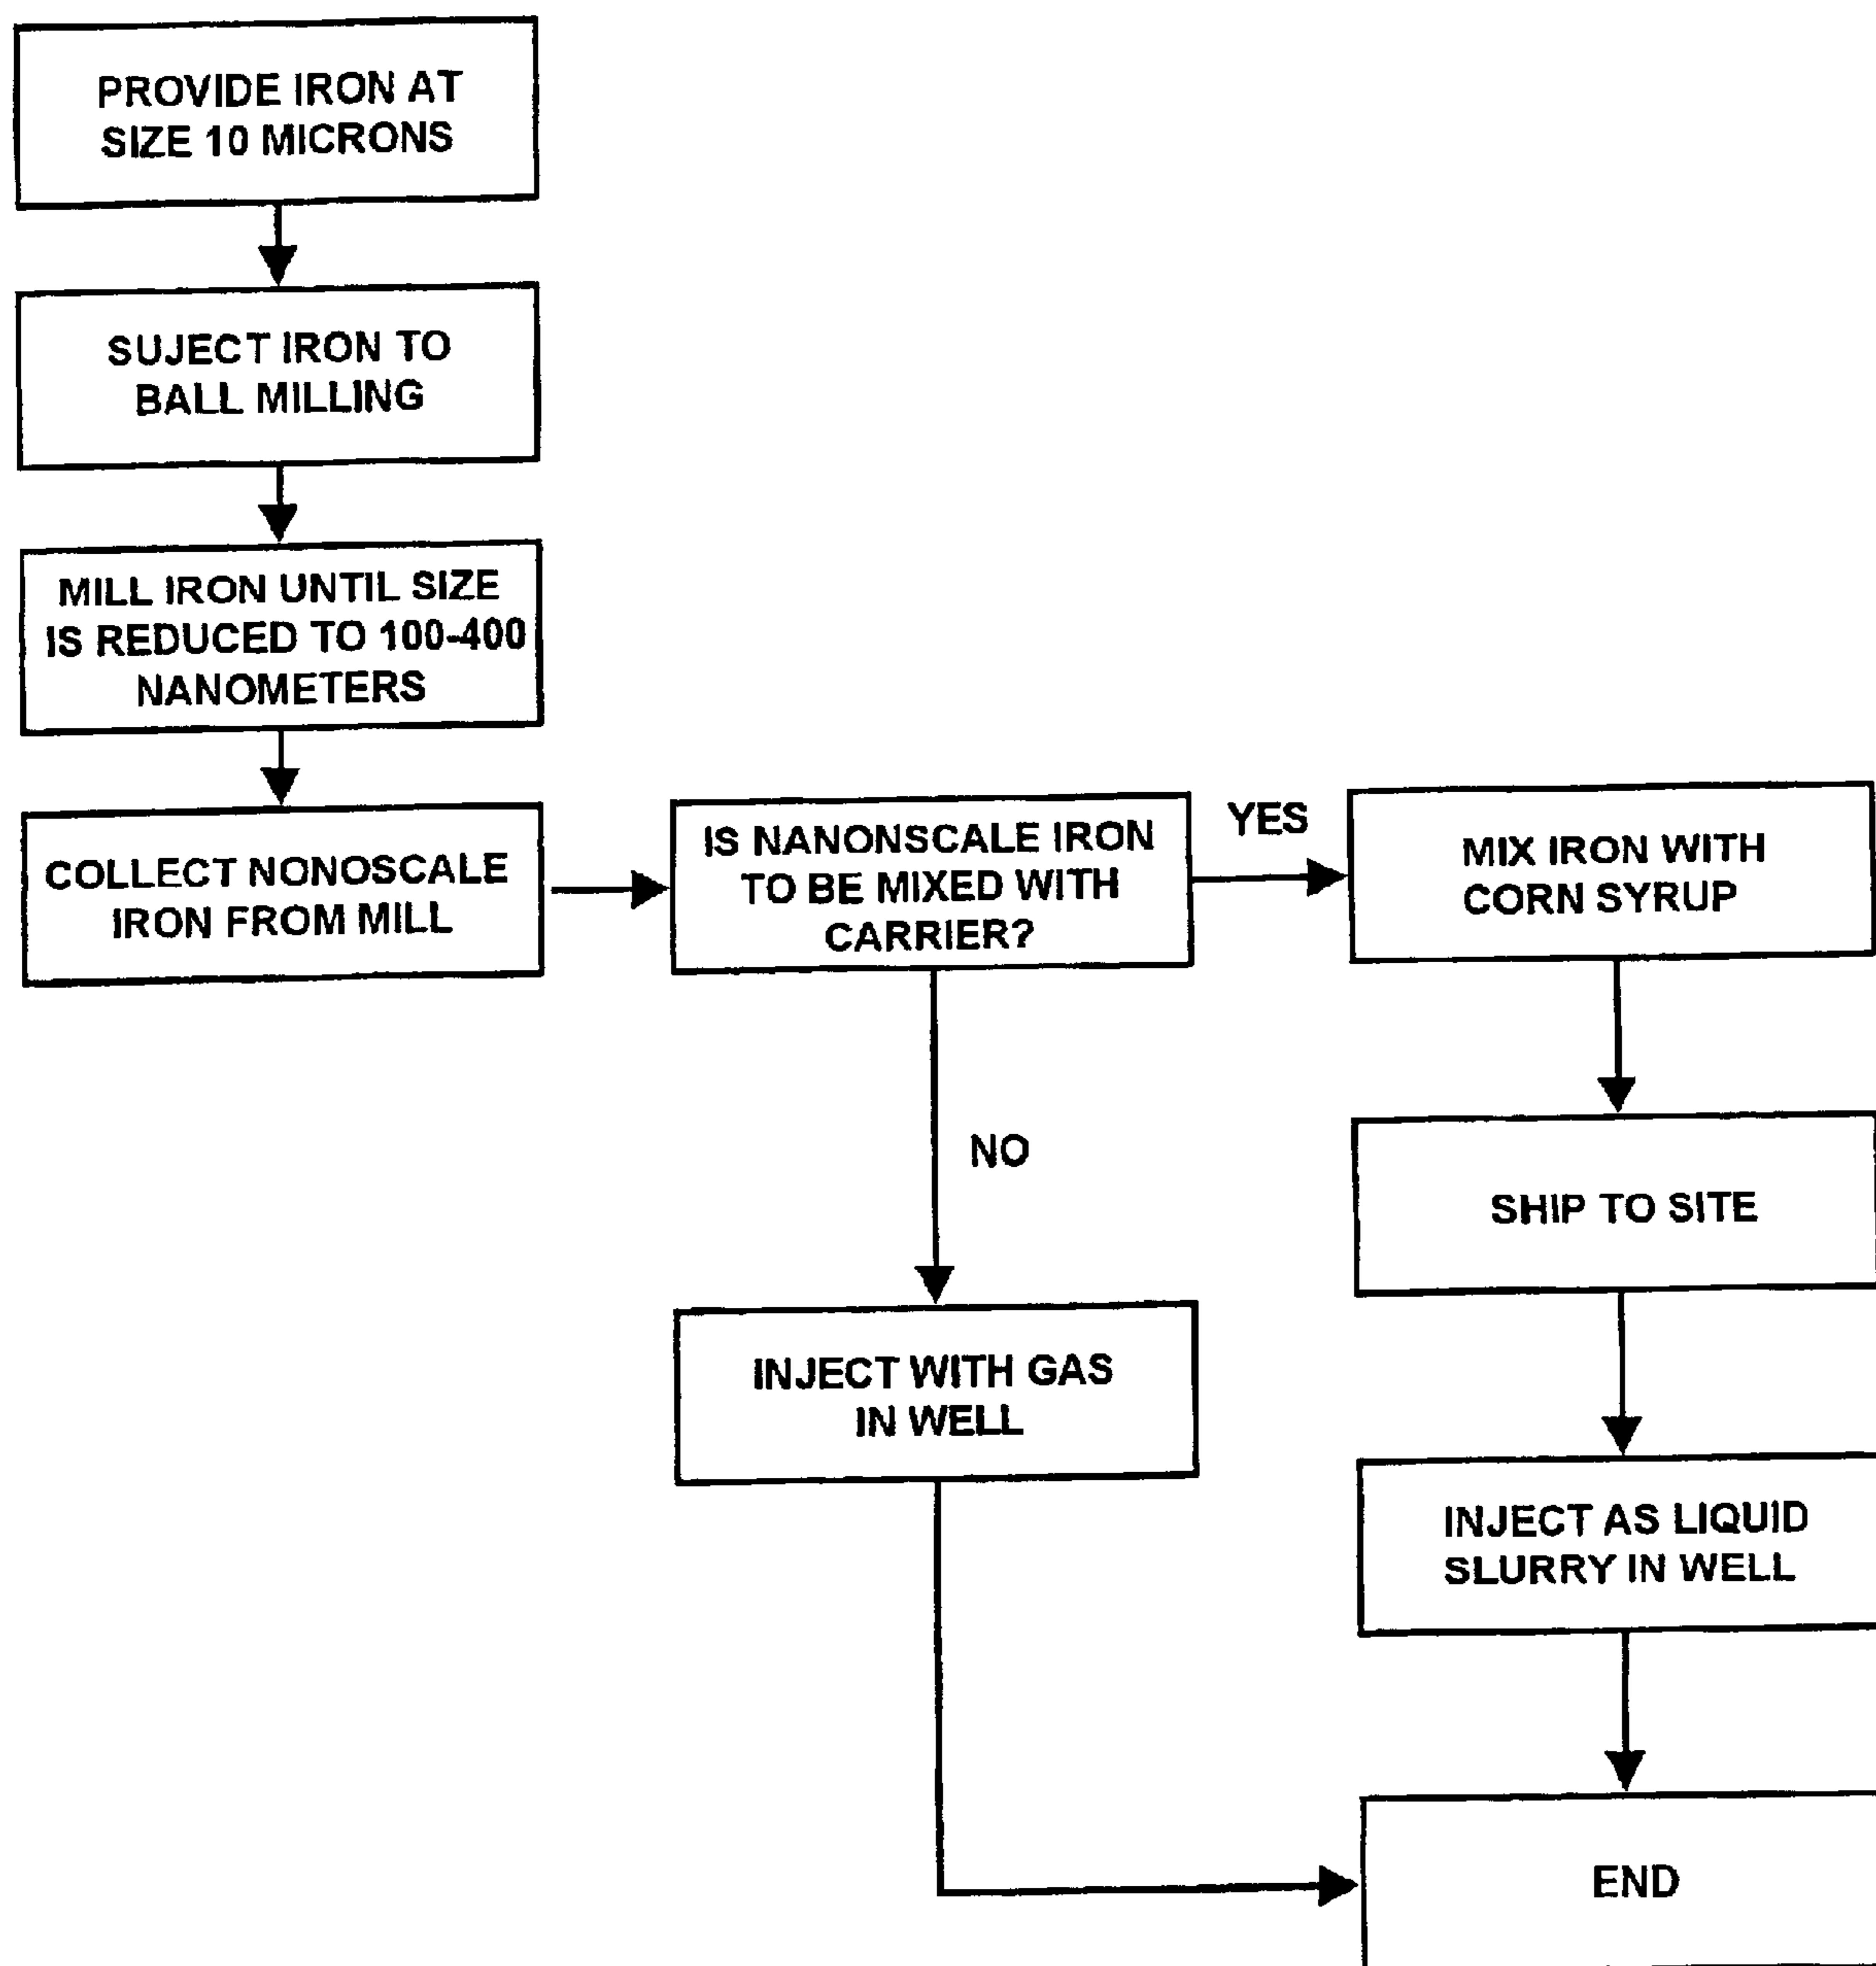 PROVIDE IRON AT
SIZE 10 MICRONS
SUJECT IRON TO
BALL MILLING
MILL IRON UNTIL SIZE
IS REDUCED TO 100-400
NANOMETERS
COLLECT NONOSCALE
IRON FROM MILL
IS NANONSCALE IRON
TO BE MIXED WITH
CARRIER?
YES
MIX IRON WITH
CORN SYRUP
NO
SHIP TO SITE
INJECT WITH GAS
IN WELL
INJECT AS LIQUID
SLURRY IN WELL
END